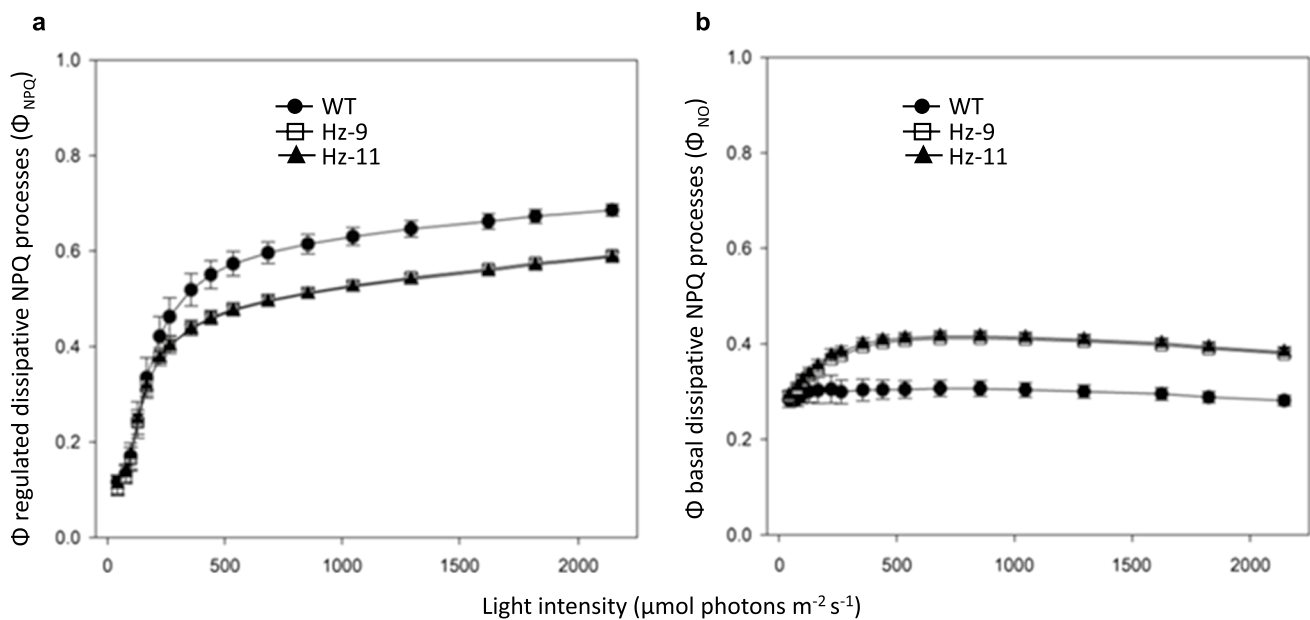 a
Φ regulated dissipative NPQ processes (Φ NPQ)
1.0
0.8
0.6
0.4
0.2
0.0
WT
Hz-9
Hz-11
0 500 1000 1500 2000
b
Φ basal dissipative NPQ processes (Φ NO)
1.0
0.8
0.6
0.4
0.2
0.0
WT
Hz-9
Hz-11
0 500 1000 1500 2000
Light intensity (μmol photons m-2 s-1)